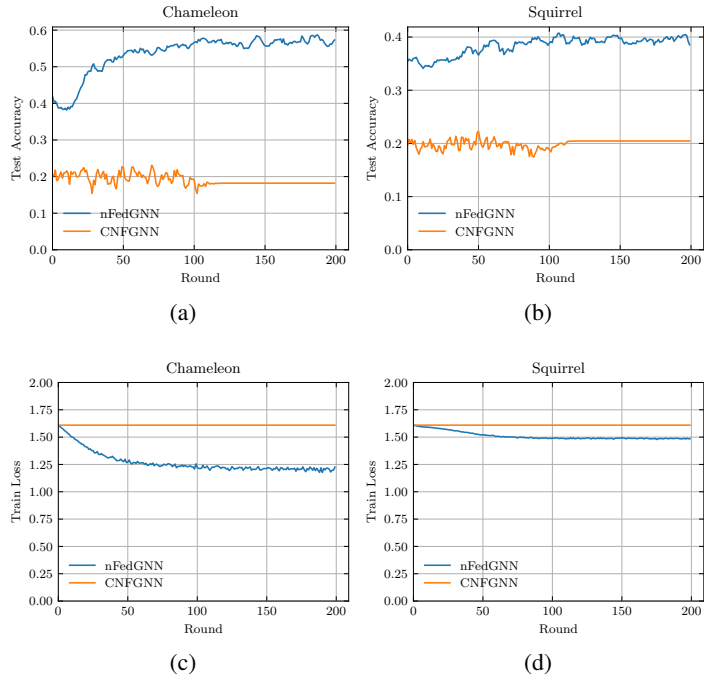 Chameleon
0.6
0.5
0.4
0.3
0.2
0.1
0.0
Test Accuracy
nFedGNN
CNFGNN
0 50 100 150 200
Round
(a)
Squirrel
0.4
0.3
0.2
0.1
0.0
Test Accuracy
nFedGNN
CNFGNN
0 50 100 150 200
Round
(b)
Chameleon
2.00
1.75
1.50
1.25
1.00
0.75
0.50
0.25
0.00
Train Loss
nFedGNN
CNFGNN
0 50 100 150 200
Round
(c)
Squirrel
2.00
1.75
1.50
1.25
1.00
0.75
0.50
0.25
0.00
Train Loss
nFedGNN
CNFGNN
0 50 100 150 200
Round
(d)